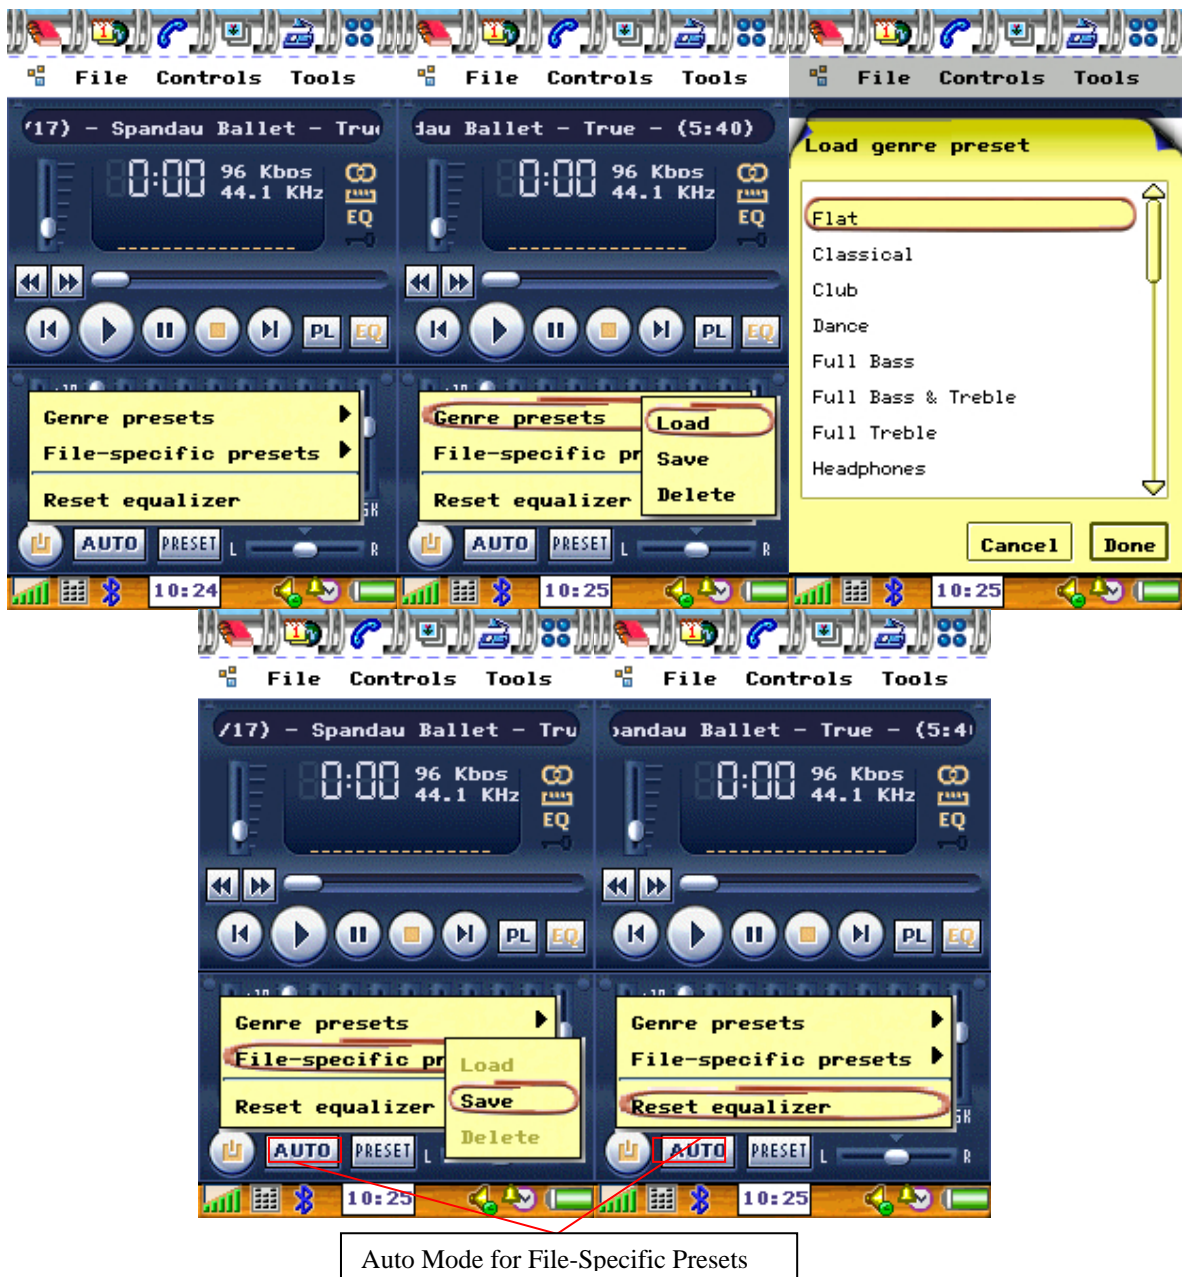 File Controls Tools
/17) - Spandau Ballet - Tru
0:00 96 Kbps
44.1 KHz
EQ
PL EQ
Genre presets
File-specific presets
Reset equalizer
AUTO PRESET L R
10:24
File Controls Tools
dau Ballet - True - (5:40)
0:00 96 Kbps
44.1 KHz
EQ
PL EQ
Genre presets
Load
File-specific pr
Save
Reset equalizer
Delete
AUTO PRESET L R
10:25
File Controls Tools
Load genre preset
Flat
Classical
Club
Dance
Full Bass
Full Bass & Treble
Full Treble
Headphones
Cancel Done
10:25
File Controls Tools
/17) - Spandau Ballet - Tru
0:00 96 Kbps
44.1 KHz
EQ
PL EQ
Genre presets
File-specific pr
Load
Reset equalizer
Save
Delete
AUTO PRESET L
10:25
File Controls Tools
pandau Ballet - True - (5:4
0:00 96 Kbps
44.1 KHz
EQ
PL EQ
Genre presets
File-specific presets
Reset equalizer
AUTO PRESET L R
10:25
Auto Mode for File-Specific Presets